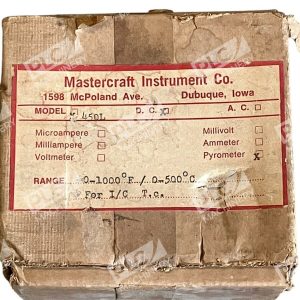 Mastercraft Instrument Co.
1598 McPoland Ave. Dubuque, Iowa
MODEL 450L D. C. X A. C.
Microampere Millivolt
Milliampere Ammeter
Voltmeter Pyrometer X
RANGE 0-1000°F / 0-500°C
For I/C T.c.